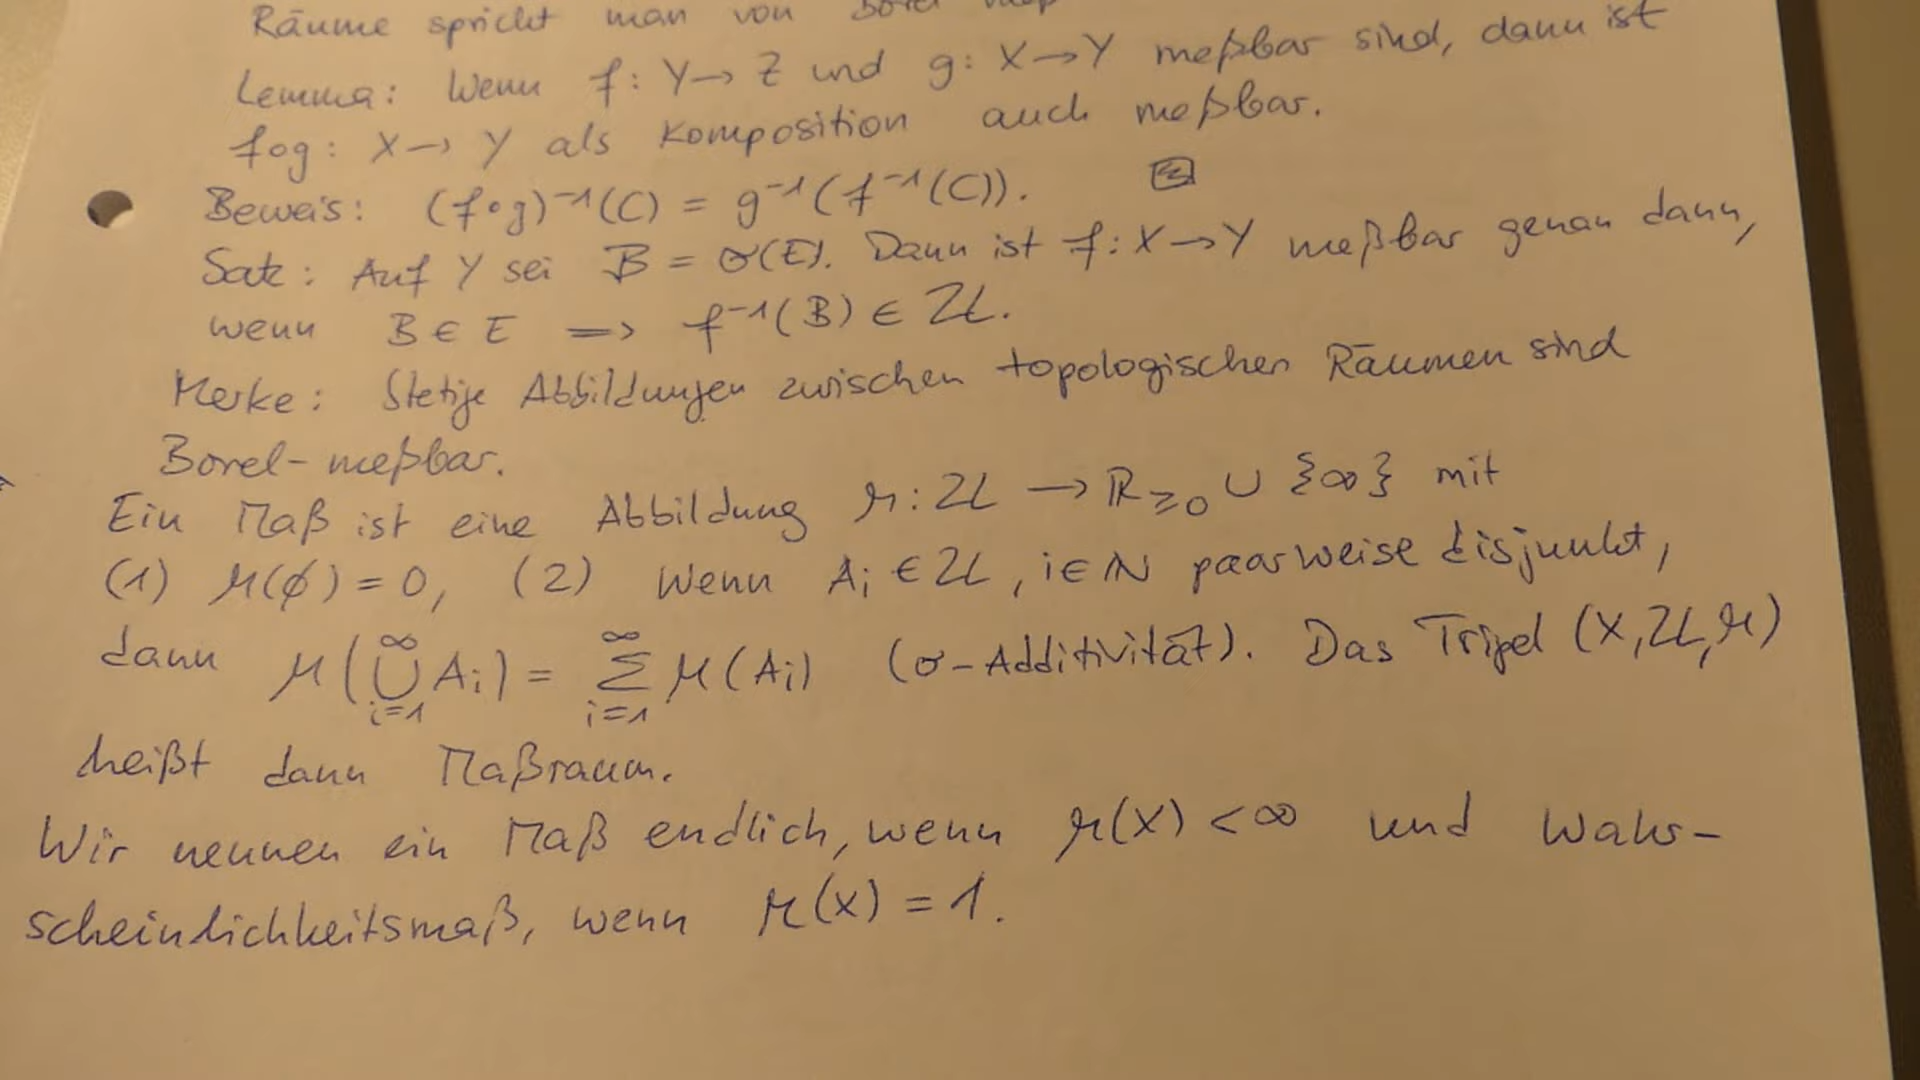 Räume spricht man von Borel
Lemma: Wenn f: Y → Z und g: X → Y meßbar sind, dann ist
f∘g: X → Y als Komposition auch meßbar.
Beweis: (f∘g)⁻¹(C) = g⁻¹(f⁻¹(C)).
Satz: Auf Y sei B = σ(E). Dann ist f: X → Y meßbar genau dann,
wenn B ∈ E ⟹ f⁻¹(B) ∈ 𝔄.
Merke: Stetige Abbildungen zwischen topologischen Räumen sind
Borel-meßbar.
Ein Maß ist eine Abbildung μ: 𝔄 → ℝ≥0 ∪ {∞} mit
(1) μ(∅) = 0, (2) Wenn Aᵢ ∈ 𝔄, i ∈ ℕ paarweise disjunkt,
dann μ(⋃_{i=1}^∞ Aᵢ) = ∑_{i=1}^∞ μ(Aᵢ) (σ-Additivität). Das Tripel (X, 𝔄, μ)
heißt dann Maßraum.
Wir nennen ein Maß endlich, wenn μ(X) < ∞ und Wahr-
scheinlichkeitsmaß, wenn μ(X) = 1.